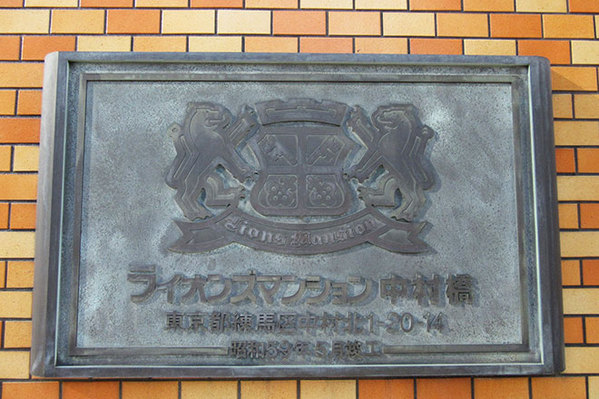 Lions Mansion
ライオンズマンション 中村橋
東京都練馬区中村北1-20-14
昭和59年5月竣工